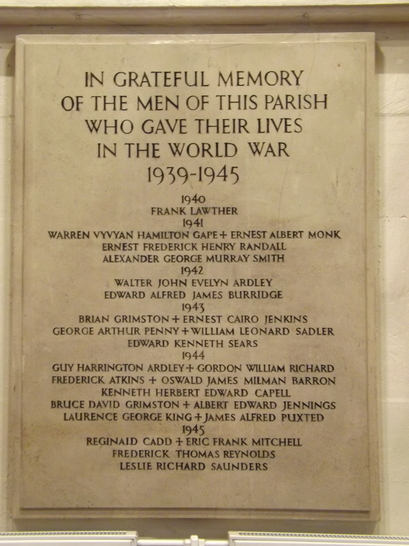 IN GRATEFUL MEMORY
OF THE MEN OF THIS PARISH
WHO GAVE THEIR LIVES
IN THE WORLD WAR
1939-1945
1940
FRANK LAWTHER
1941
WARREN VYVYAN HAMILTON GAPE + ERNEST ALBERT MONK
ERNEST FREDERICK HENRY RANDALL
ALEXANDER GEORGE MURRAY SMITH
1942
WALTER JOHN EVELYN ARDLEY
EDWARD ALFRED JAMES BURRIDGE
1943
BRIAN GRIMSTON + ERNEST CAIRO JENKINS
GEORGE ARTHUR PENNY + WILLIAM LEONARD SADLER
EDWARD KENNETH SEARS
1944
GUY HARRINGTON ARDLEY + GORDON WILLIAM RICHARD
FREDERICK ATKINS + OSWALD JAMES MILMAN BARRON
KENNETH HERBERT EDWARD CAPELL
BRUCE DAVID GRIMSTON + ALBERT EDWARD JENNINGS
LAURENCE GEORGE KING + JAMES ALFRED PUXTED
1945
REGINALD CADD + ERIC FRANK MITCHELL
FREDERICK THOMAS REYNOLDS
LESLIE RICHARD SAUNDERS